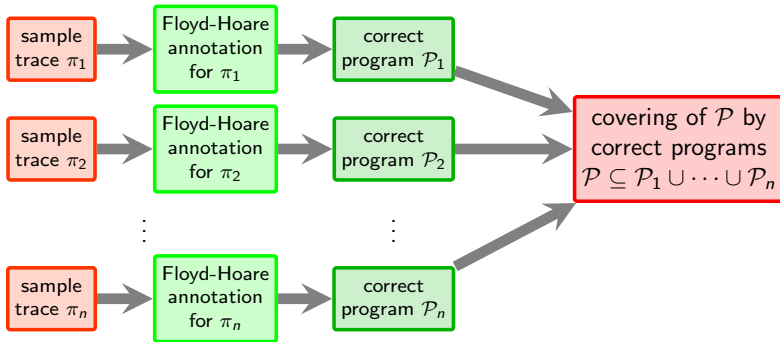 sample
trace π₁
Floyd-Hoare
annotation
for π₁
correct
program 𝒫₁
sample
trace π₂
Floyd-Hoare
annotation
for π₂
correct
program 𝒫₂
covering of 𝒫 by
correct programs
𝒫 ⊆ 𝒫₁ ∪ ⋯ ∪ 𝒫ₙ
⋮ ⋮
sample
trace πₙ
Floyd-Hoare
annotation
for πₙ
correct
program 𝒫ₙ